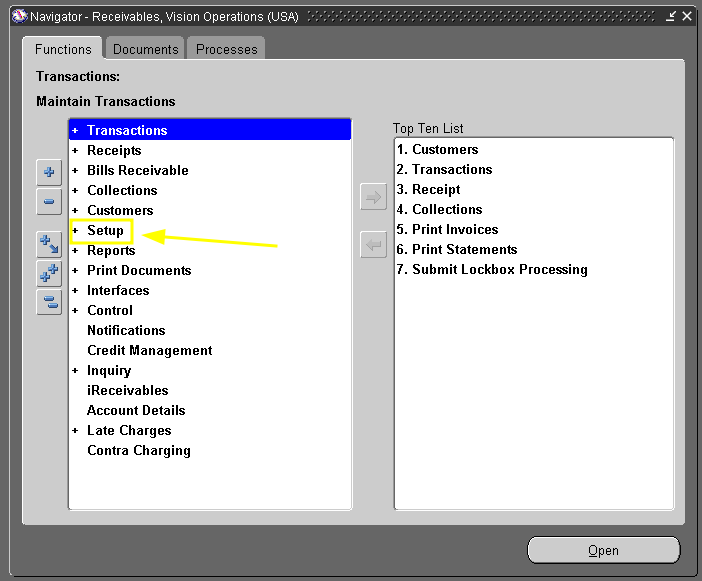 Navigator - Receivables, Vision Operations (USA)
Functions
Documents
Processes
Transactions:
Maintain Transactions
+ Transactions
+ Receipts
+ Bills Receivable
+ Collections
+ Customers
+ Setup
+ Reports
+ Print Documents
+ Interfaces
+ Control
Notifications
Credit Management
+ Inquiry
iReceivables
Account Details
+ Late Charges
Contra Charging
Top Ten List
1. Customers
2. Transactions
3. Receipt
4. Collections
5. Print Invoices
6. Print Statements
7. Submit Lockbox Processing
Open